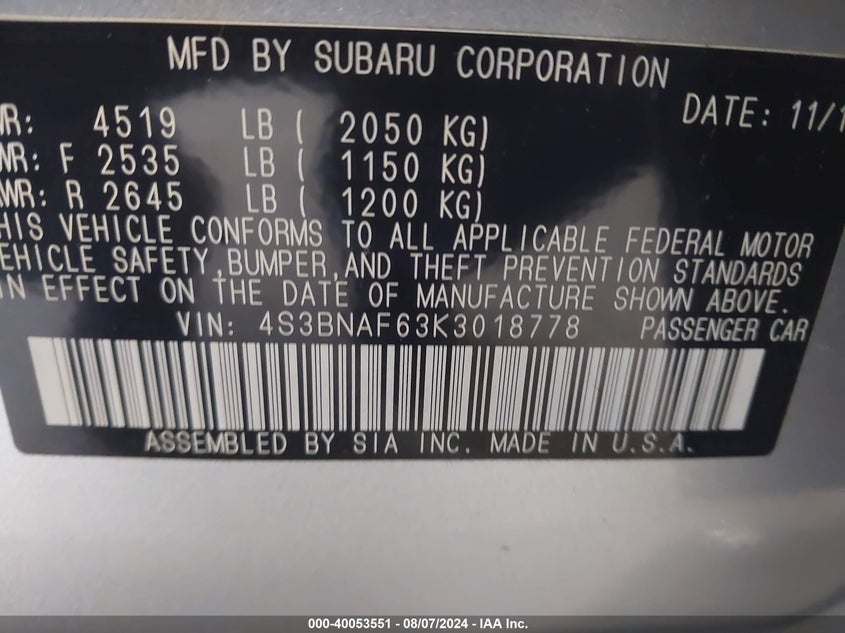 MFD BY SUBARU CORPORATION
DATE: 11/1
WR: 4519 LB ( 2050 KG)
WR: F 2535 LB ( 1150 KG)
WR: R 2645 LB ( 1200 KG)
HIS VEHICLE CONFORMS TO ALL APPLICABLE FEDERAL MOTOR
EHICLE SAFETY,BUMPER,AND THEFT PREVENTION STANDARDS
IN EFFECT ON THE DATE OF MANUFACTURE SHOWN ABOVE.
VIN: 4S3BNAF63K3018778 PASSENGER CAR
ASSEMBLED BY SIA INC. MADE IN U.S.A.
000-40053551 — 08/07/2024 — IAA Inc.